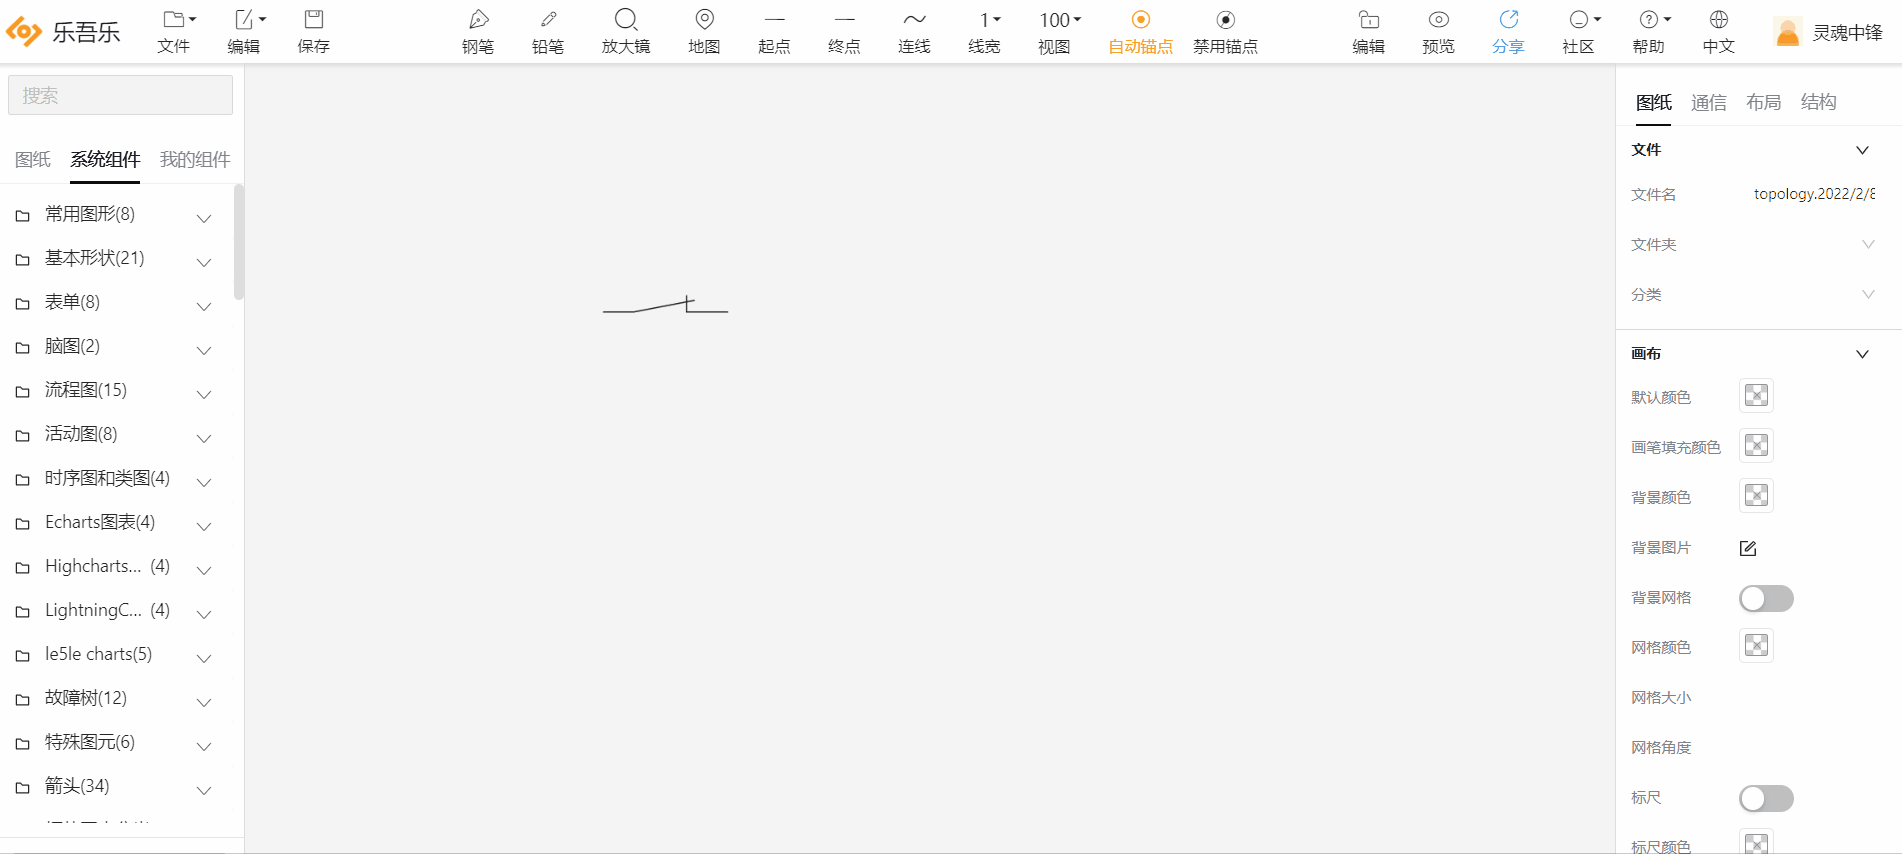 乐吾乐
文件 编辑 保存 钢笔 铅笔 放大镜 地图 起点 终点 连线 1 线宽 100 视图 自动锚点 禁用锚点 编辑 预览 分享 社区 帮助 中文 灵魂中锋
搜索
图纸 系统组件 我的组件
常用图形(8)
基本形状(21)
表单(8)
脑图(2)
流程图(15)
活动图(8)
时序图和类图(4)
Echarts图表(4)
Highcharts... (4)
LightningC... (4)
le5le charts(5)
故障树(12)
特殊图元(6)
箭头(34)
图纸 通信 布局 结构
文件
文件名 topology.2022/2/8
文件夹
分类
画布
默认颜色
画笔填充颜色
背景颜色
背景图片
背景网格
网格颜色
网格大小
网格角度
标尺
标尺颜色